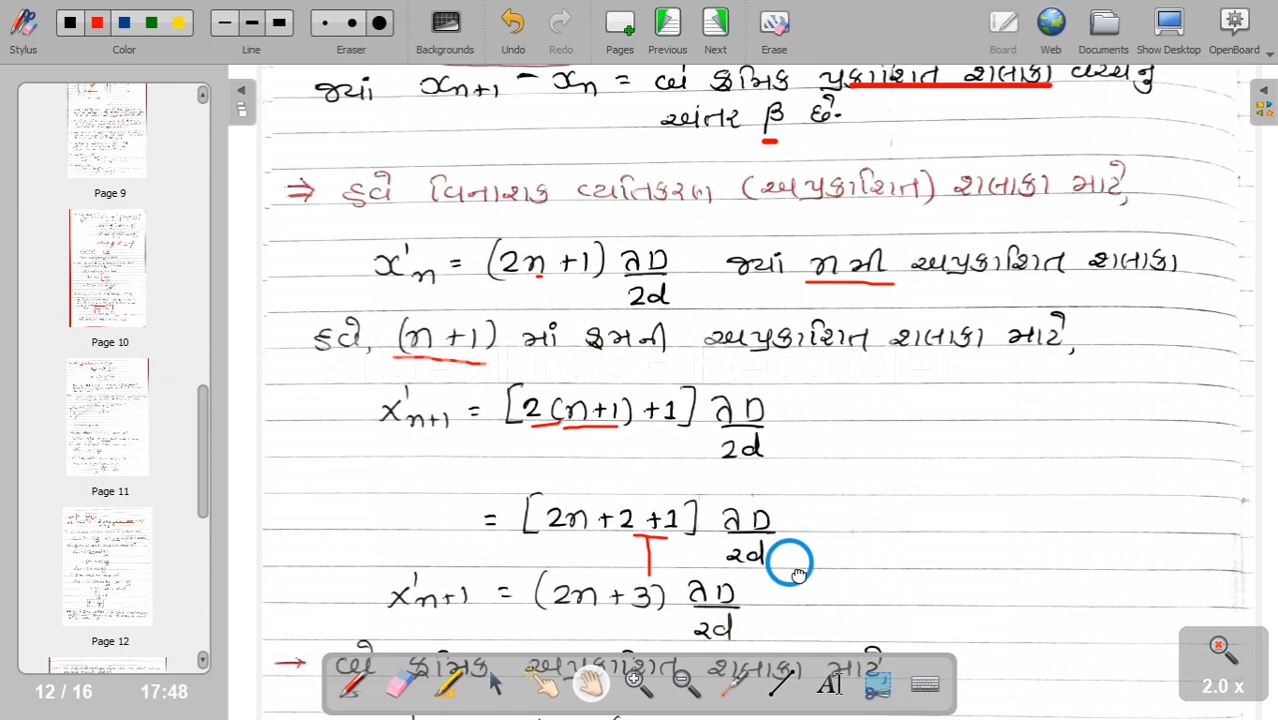 Stylus Color Line Eraser Backgrounds Undo Redo Pages Previous Next Erase Board Web Documents Show Desktop OpenBoard
Page 9
Page 10
Page 11
Page 12
12 / 16 17:48
જ્યાં xn+1 - xn = બે ક્રમિક પ્રકાશિત શલાકા વચ્ચેનું
અંતર β છે.
⇒ હવે વિનાશક વ્યતિકરણ (અપ્રકાશિત) શલાકા માટે,
x'n = (2n+1) λD/2d જ્યાં n મી અપ્રકાશિત શલાકા
હવે, (n+1) માં ક્રમની અપ્રકાશિત શલાકા માટે,
x'n+1 = [2(n+1)+1] λD/2d
= [2n+2+1] λD/2d
x'n+1 = (2n+3) λD/2d
→ બે ક્રમિક અપ્રકાશિત શલાકા માટે
2.0 x